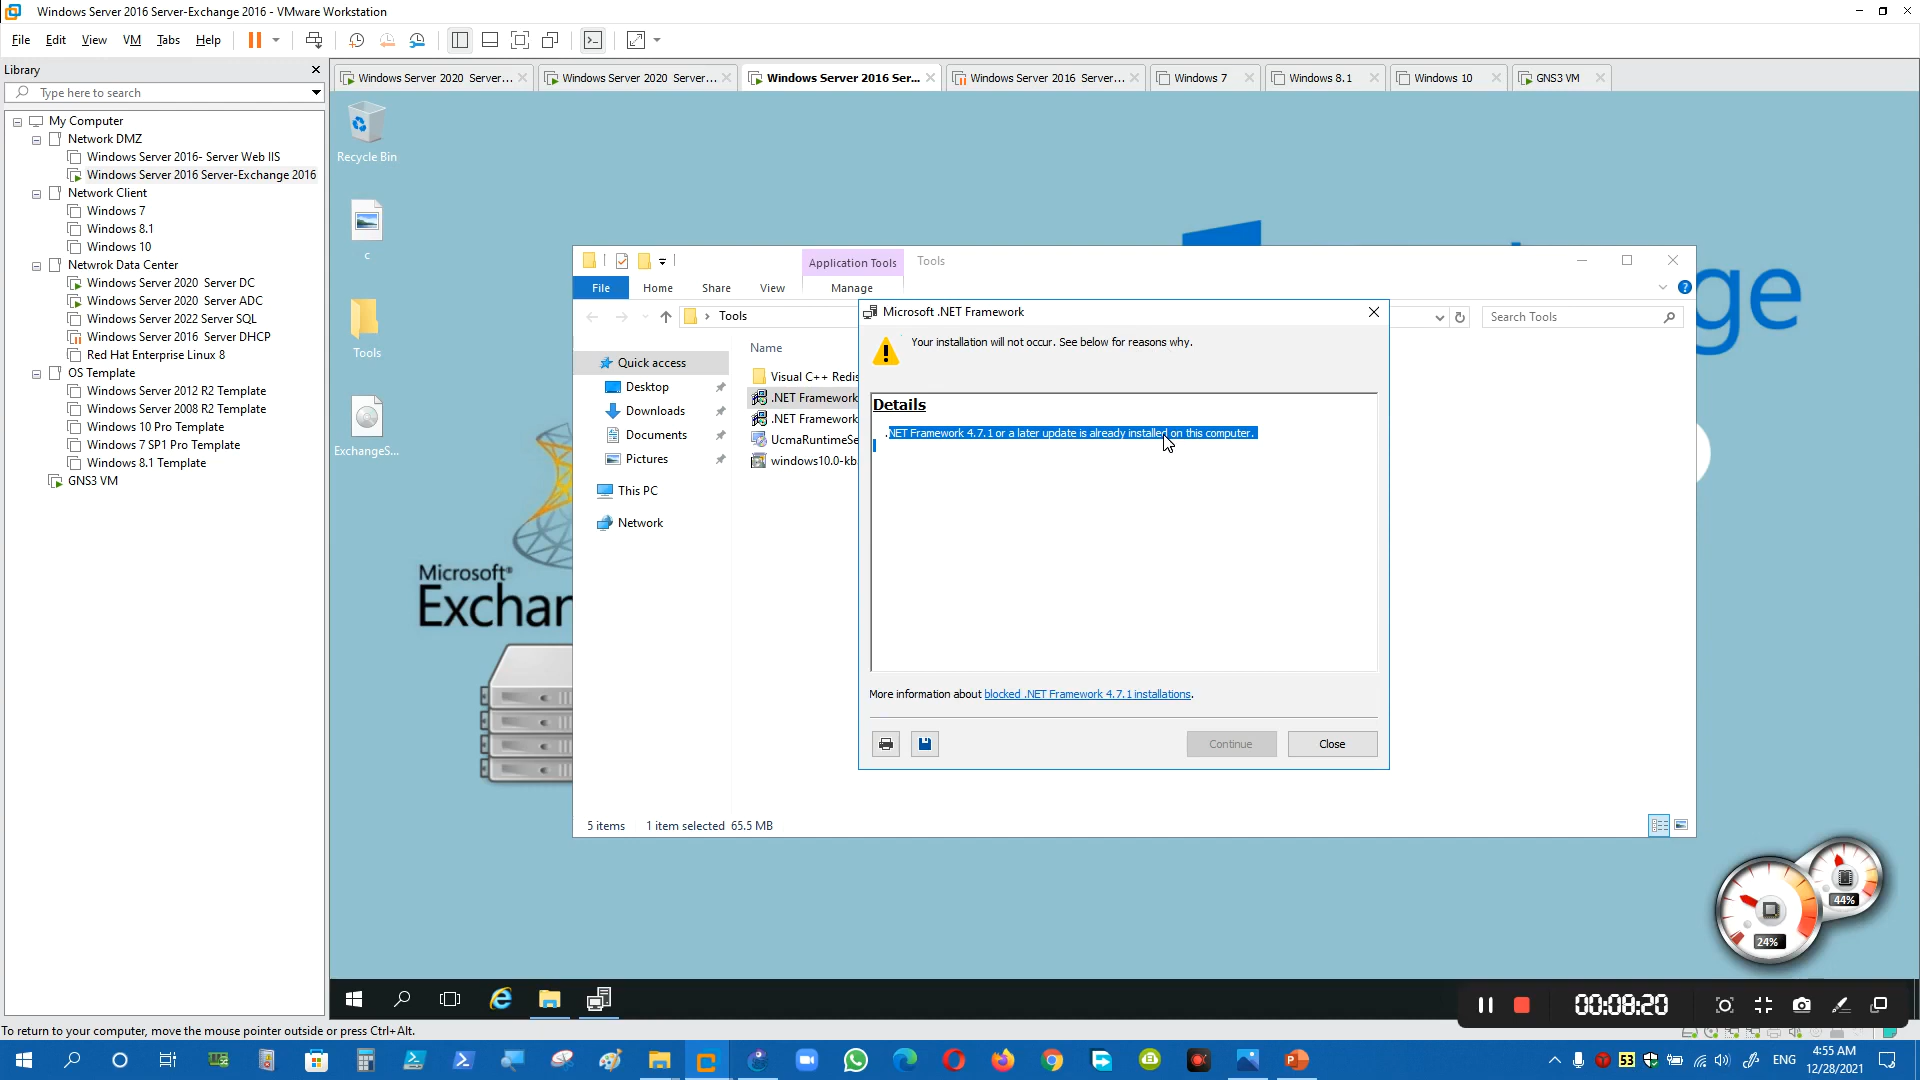 Windows Server 2016 Server-Exchange 2016 - VMware Workstation
File Edit View VM Tabs Help
Library
Type here to search
My Computer
Network DMZ
Windows Server 2016- Server Web IIS
Windows Server 2016 Server-Exchange 2016
Network Client
Windows 7
Windows 8.1
Windows 10
Netwrok Data Center
Windows Server 2020 Server DC
Windows Server 2020 Server ADC
Windows Server 2022 Server SQL
Windows Server 2016 Server DHCP
Red Hat Enterprise Linux 8
OS Template
Windows Server 2012 R2 Template
Windows Server 2008 R2 Template
Windows 10 Pro Template
Windows 7 SP1 Pro Template
Windows 8.1 Template
GNS3 VM
Windows Server 2020 Server... Windows Server 2020 Server... Windows Server 2016 Ser... Windows Server 2016 Server... Windows 7 Windows 8.1 Windows 10 GNS3 VM
Recycle Bin
c
Tools
ExchangeS...
Microsoft®
Exchan
ge
Application Tools Tools
File Home Share View Manage
Tools
Search Tools
Quick access
Desktop
Downloads
Documents
Pictures
This PC
Network
Name
Visual C++ Redis
.NET Framework
.NET Framework
UcmaRuntimeSe
windows10.0-kb
5 items 1 item selected 65.5 MB
Microsoft .NET Framework
Your installation will not occur. See below for reasons why.
Details
.NET Framework 4.7.1 or a later update is already installed on this computer.
More information about blocked .NET Framework 4.7.1 installations.
Continue Close
44%
24%
00:08:20
To return to your computer, move the mouse pointer outside or press Ctrl+Alt.
53
ENG
4:55 AM
12/28/2021